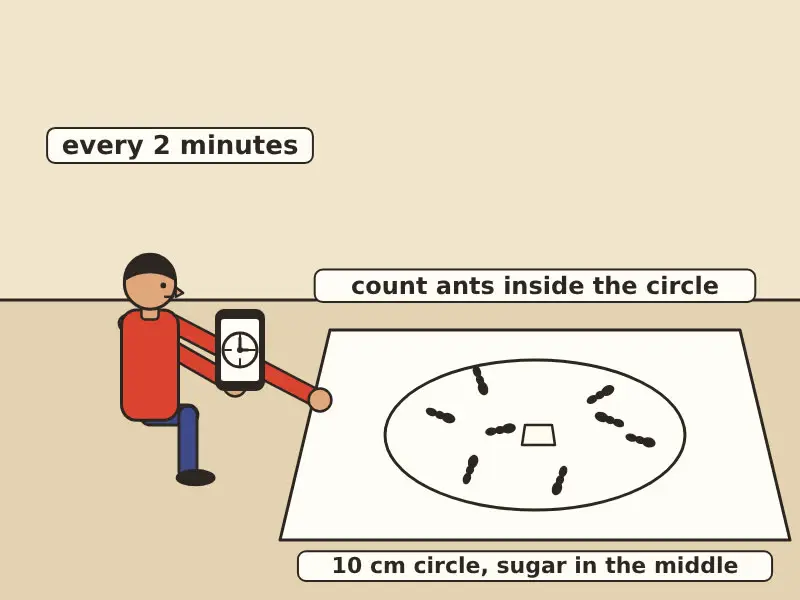 every 2 minutes
count ants inside the circle
10 cm circle, sugar in the middle